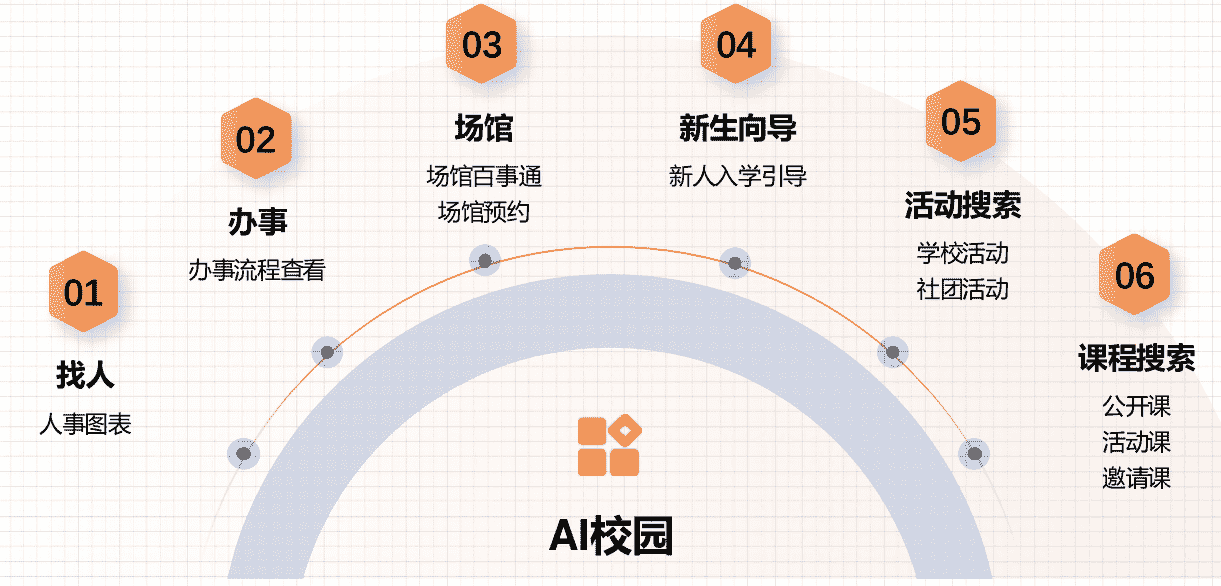 01
找人
人事图表
02
办事
办事流程查看
03
场馆
场馆百事通
场馆预约
04
新生向导
新人入学引导
05
活动搜索
学校活动
社团活动
06
课程搜索
公开课
活动课
邀请课
AI校园